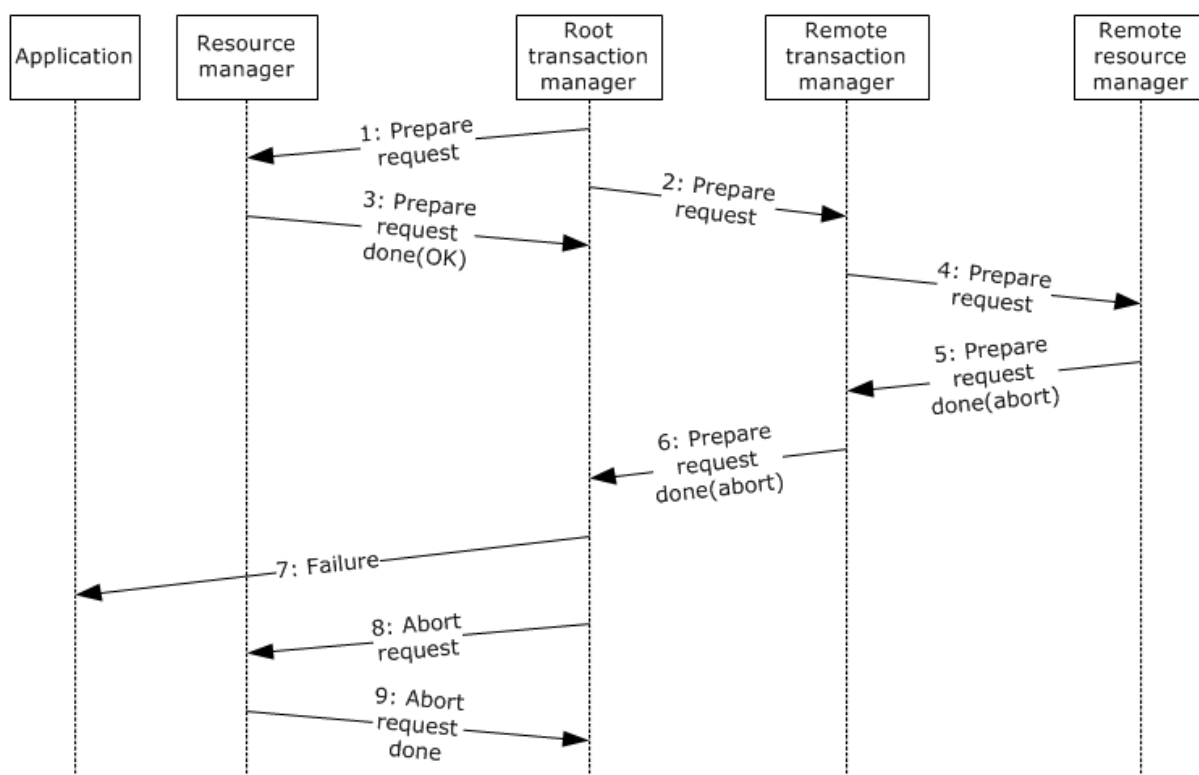 Application
Resource
manager
Root
transaction
manager
Remote
transaction
manager
Remote
resource
manager
1: Prepare
request
2: Prepare
request
3: Prepare
request
done(OK)
4: Prepare
request
5: Prepare
request
done(abort)
6: Prepare
request
done(abort)
7: Failure
8: Abort
request
9: Abort
request
done